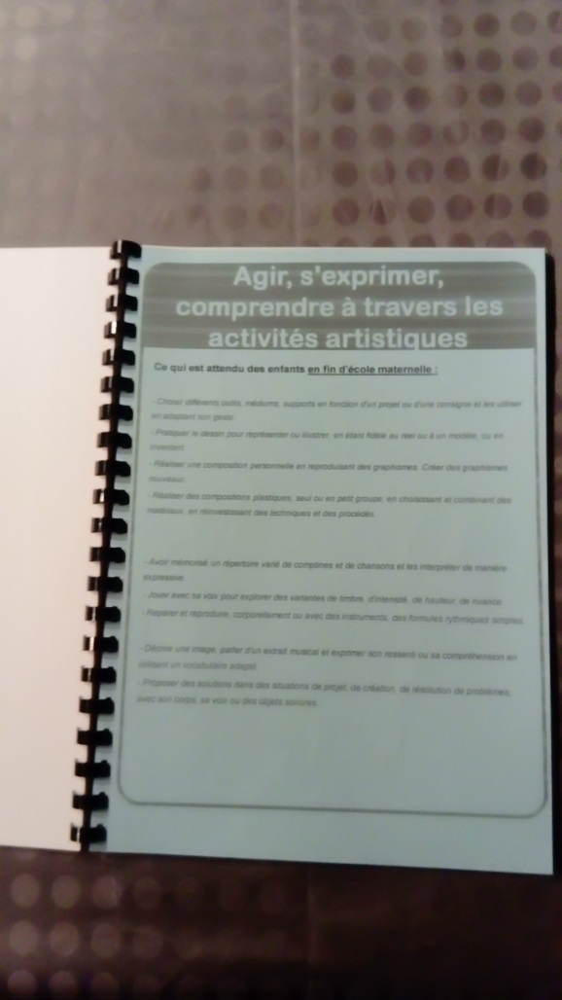 Agir, s'exprimer,
comprendre à travers les
activités artistiques
Ce qui est attendu des enfants en fin d'école maternelle :
- Choisir différents outils, médiums, supports en fonction d'un projet ou d'une consigne et les utiliser
en adaptant son geste.
- Pratiquer le dessin pour représenter ou illustrer, en étant fidèle au réel ou à un modèle, ou en
inventant.
- Réaliser une composition personnelle en reproduisant des graphismes. Créer des graphismes
nouveaux.
- Réaliser des compositions plastiques, seul ou en petit groupe, en choisissant et combinant des
matériaux, en réinvestissant des techniques et des procédés.
- Avoir mémorisé un répertoire varié de comptines et de chansons et les interpréter de manière
expressive.
- Jouer avec sa voix pour explorer des variantes de timbre, d'intensité, de hauteur, de nuance.
- Repérer et reproduire, corporellement ou avec des instruments, des formules rythmiques simples.
- Décrire une image, parler d'un extrait musical et exprimer son ressenti ou sa compréhension en
utilisant un vocabulaire adapté.
- Proposer des solutions dans des situations de projet, de création, de résolution de problèmes,
avec son corps, sa voix ou des objets sonores.